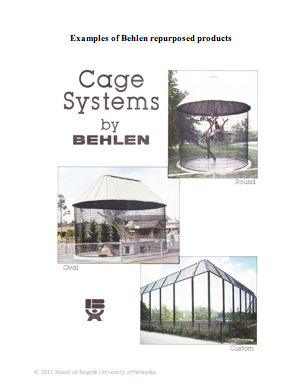 Examples of Behlen repurposed products
Cage
Systems
by
BEHLEN
Round
Oval
Custom
© 2011 Board of Regents University of Nebraska